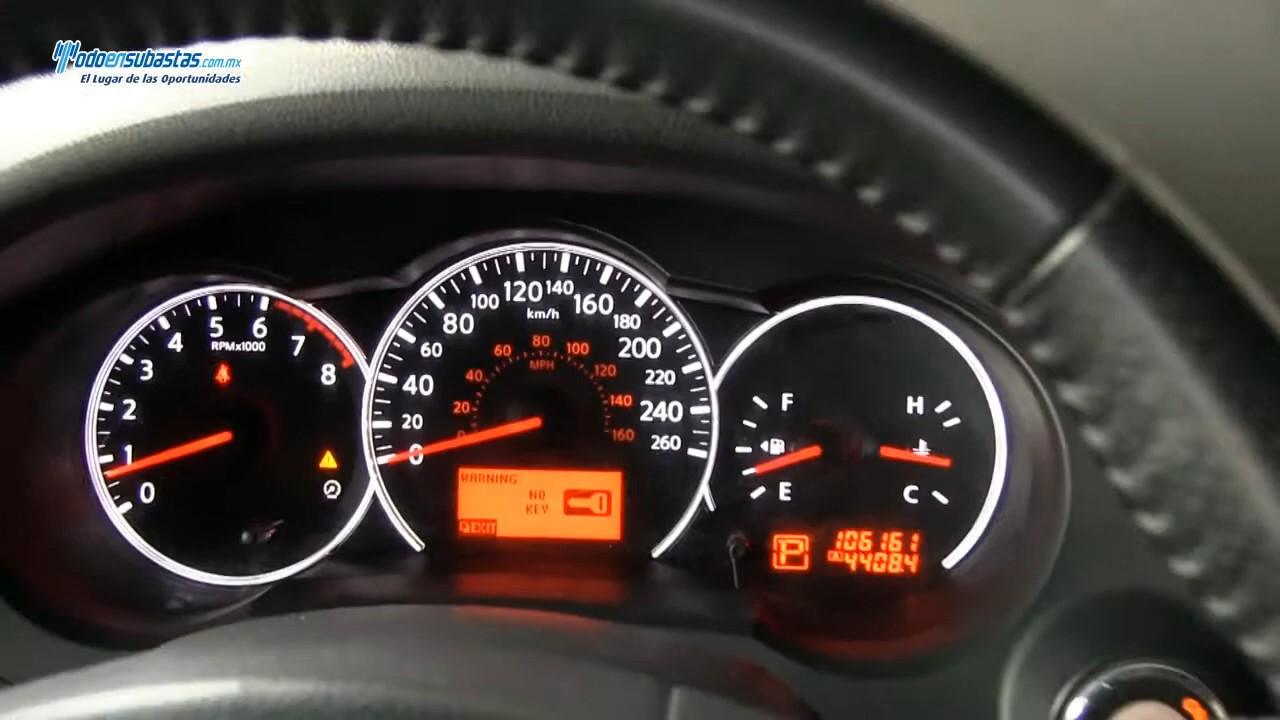 Todoensubastas.com.mx
El Lugar de las Oportunidades
0 1 2 3 4 5 6 7 8
RPMx1000
0 20 40 60 80 100 120 140 160 180 200 220 240 260
km/h
0 20 40 60 80 100 120 140 160
MPH
WARNING
NO
KEY
EXIT
F
E
H
C
P
106161
A 4408.4